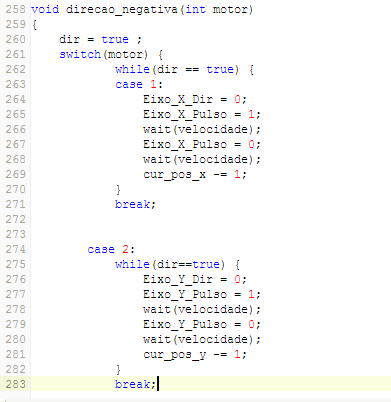 258 void direcao_negativa(int motor)
259 {
260     dir = true ;
261     switch(motor) {
262             while(dir == true) {
263             case 1:
264                 Eixo_X_Dir = 0;
265                 Eixo_X_Pulso = 1;
266                 wait(velocidade);
267                 Eixo_X_Pulso = 0;
268                 wait(velocidade);
269                 cur_pos_x -= 1;
270             }
271             break;
272
273
274         case 2:
275             while(dir==true) {
276                 Eixo_Y_Dir = 0;
277                 Eixo_Y_Pulso = 1;
278                 wait(velocidade);
279                 Eixo_Y_Pulso = 0;
280                 wait(velocidade);
281                 cur_pos_y -= 1;
282             }
283             break;